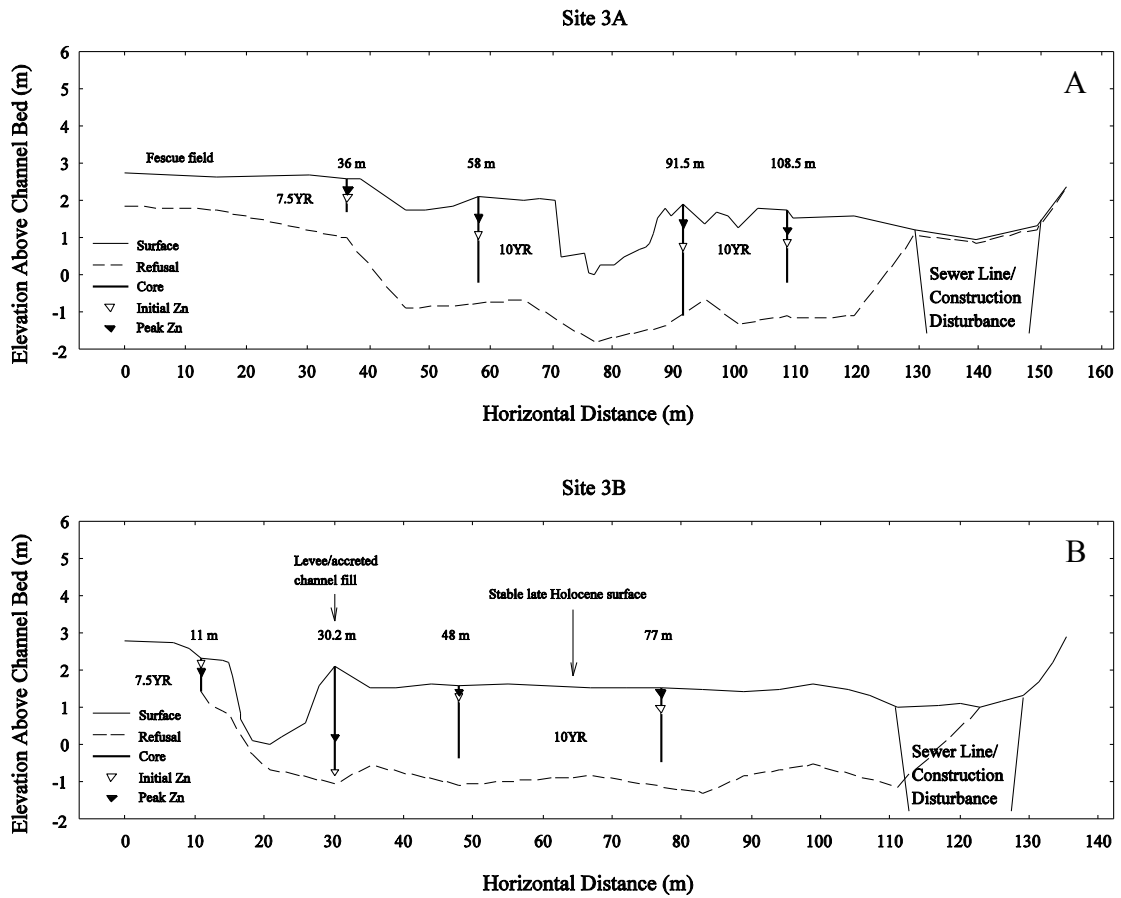 Site 3A
A
6
5
4
3
2
1
0
-1
-2
Elevation Above Channel Bed (m)
Fescue field
36 m
58 m
91.5 m
108.5 m
7.5YR
10YR
10YR
Surface
Refusal
Core
Initial Zn
Peak Zn
Sewer Line/
Construction
Disturbance
0 10 20 30 40 50 60 70 80 90 100 110 120 130 140 150 160
Horizontal Distance (m)
Site 3B
B
6
5
4
3
2
1
0
-1
-2
Elevation Above Channel Bed (m)
Levee/accreted
channel fill
Stable late Holocene surface
11 m
30.2 m
48 m
77 m
7.5YR
10YR
Surface
Refusal
Core
Initial Zn
Peak Zn
Sewer Line/
Construction
Disturbance
0 10 20 30 40 50 60 70 80 90 100 110 120 130 140
Horizontal Distance (m)